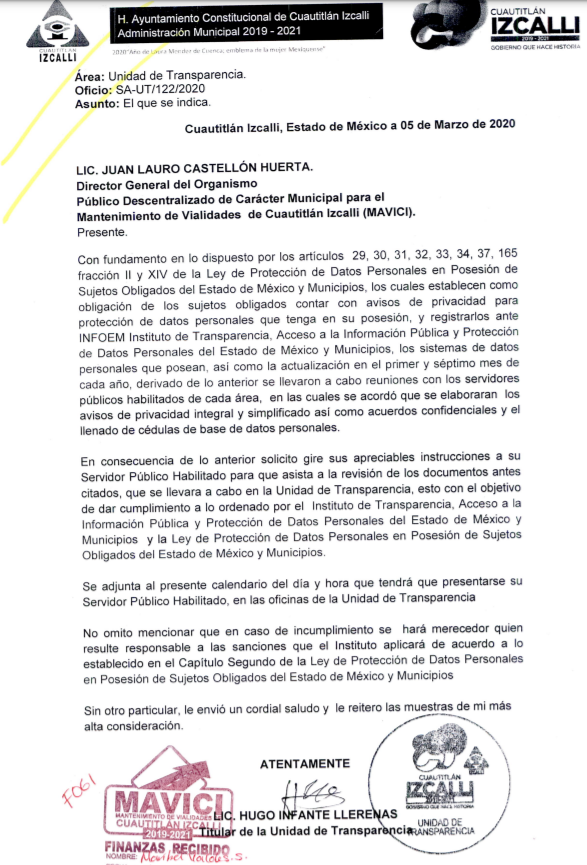 CUAUTITLÁN
IZCALLI
H. Ayuntamiento Constitucional de Cuautitlán Izcalli
Administración Municipal 2019 - 2021
2020 "Año de Laura Méndez de Cuenca; emblema de la mujer Mexiquense"
CUAUTITLÁN
IZCALLI
2019 - 2021
GOBIERNO QUE HACE HISTORIA
Área: Unidad de Transparencia.
Oficio: SA-UT/122/2020
Asunto: El que se indica.
Cuautitlán Izcalli, Estado de México a 05 de Marzo de 2020
LIC. JUAN LAURO CASTELLÓN HUERTA.
Director General del Organismo
Público Descentralizado de Carácter Municipal para el
Mantenimiento de Vialidades de Cuautitlán Izcalli (MAVICI).
Presente.
Con fundamento en lo dispuesto por los artículos 29, 30, 31, 32, 33, 34, 37, 165
fracción II y XIV de la Ley de Protección de Datos Personales en Posesión de
Sujetos Obligados del Estado de México y Municipios, los cuales establecen como
obligación de los sujetos obligados contar con avisos de privacidad para
protección de datos personales que tenga en su posesión, y registrarlos ante
INFOEM Instituto de Transparencia, Acceso a la Información Pública y Protección
de Datos Personales del Estado de México y Municipios, los sistemas de datos
personales que posean, así como la actualización en el primer y séptimo mes de
cada año, derivado de lo anterior se llevaron a cabo reuniones con los servidores
públicos habilitados de cada área, en las cuales se acordó que se elaboraran los
avisos de privacidad integral y simplificado así como acuerdos confidenciales y el
llenado de cédulas de base de datos personales.
En consecuencia de lo anterior solicito gire sus apreciables instrucciones a su
Servidor Público Habilitado para que asista a la revisión de los documentos antes
citados, que se llevara a cabo en la Unidad de Transparencia, esto con el objetivo
de dar cumplimiento a lo ordenado por el Instituto de Transparencia, Acceso a la
Información Pública y Protección de Datos Personales del Estado de México y
Municipios y la Ley de Protección de Datos Personales en Posesión de Sujetos
Obligados del Estado de México y Municipios.
Se adjunta al presente calendario del día y hora que tendrá que presentarse su
Servidor Público Habilitado, en las oficinas de la Unidad de Transparencia
No omito mencionar que en caso de incumplimiento se hará merecedor quien
resulte responsable a las sanciones que el Instituto aplicará de acuerdo a lo
establecido en el Capítulo Segundo de la Ley de Protección de Datos Personales
en Posesión de Sujetos Obligados del Estado de México y Municipios
Sin otro particular, le envió un cordial saludo y le reitero las muestras de mi más
alta consideración.
ATENTAMENTE
LIC. HUGO INFANTE LLERENAS
Titular de la Unidad de Transparencia
F061
MAVICI
MANTENIMIENTO DE VIALIDADES
CUAUTITLÁN IZCALLI
2019-2021
FINANZAS RECIBIDO
NOMBRE:
CUAUTITLÁN
IZCALLI
GOBIERNO QUE HACE HISTORIA
UNIDAD DE
TRANSPARENCIA